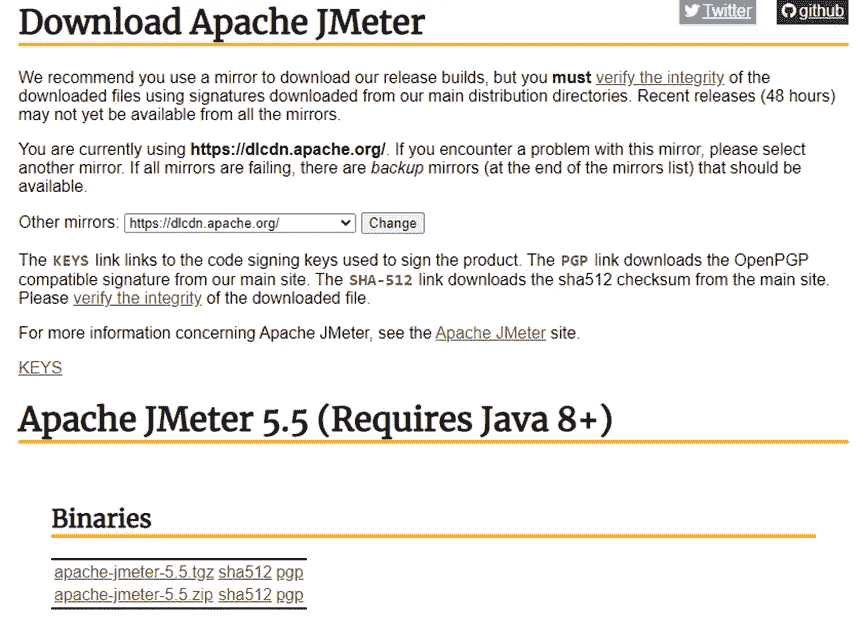 Download Apache JMeter
Twitter
github
We recommend you use a mirror to download our release builds, but you must verify the integrity of the
downloaded files using signatures downloaded from our main distribution directories. Recent releases (48 hours)
may not yet be available from all the mirrors.
You are currently using https://dlcdn.apache.org/. If you encounter a problem with this mirror, please select
another mirror. If all mirrors are failing, there are backup mirrors (at the end of the mirrors list) that should be
available.
Other mirrors: https://dlcdn.apache.org/ Change
The KEYS link links to the code signing keys used to sign the product. The PGP link downloads the OpenPGP
compatible signature from our main site. The SHA-512 link downloads the sha512 checksum from the main site.
Please verify the integrity of the downloaded file.
For more information concerning Apache JMeter, see the Apache JMeter site.
KEYS
Apache JMeter 5.5 (Requires Java 8+)
Binaries
apache-jmeter-5.5.tgz sha512 pgp
apache-jmeter-5.5.zip sha512 pgp